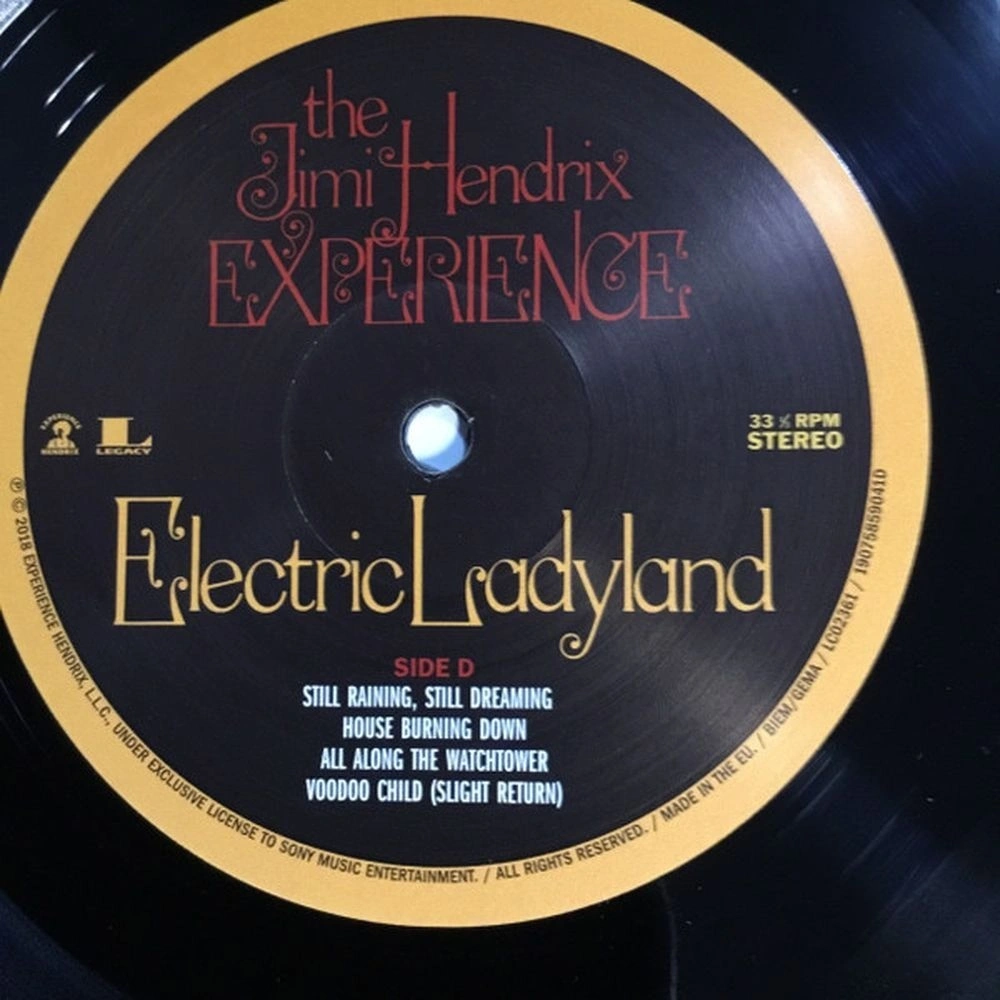 the
Jimi Hendrix
EXPERIENCE
EXPERIENCE
HENDRIX
LEGACY
33 ⅓ RPM
STEREO
Electric Ladyland
SIDE D
STILL RAINING, STILL DREAMING
HOUSE BURNING DOWN
ALL ALONG THE WATCHTOWER
VOODOO CHILD (SLIGHT RETURN)
℗ © 2018 EXPERIENCE HENDRIX, L.L.C., UNDER EXCLUSIVE LICENSE TO SONY MUSIC ENTERTAINMENT. / ALL RIGHTS RESERVED. / MADE IN THE EU. / BIEM/GEMA / LC02361 / 19075859041D